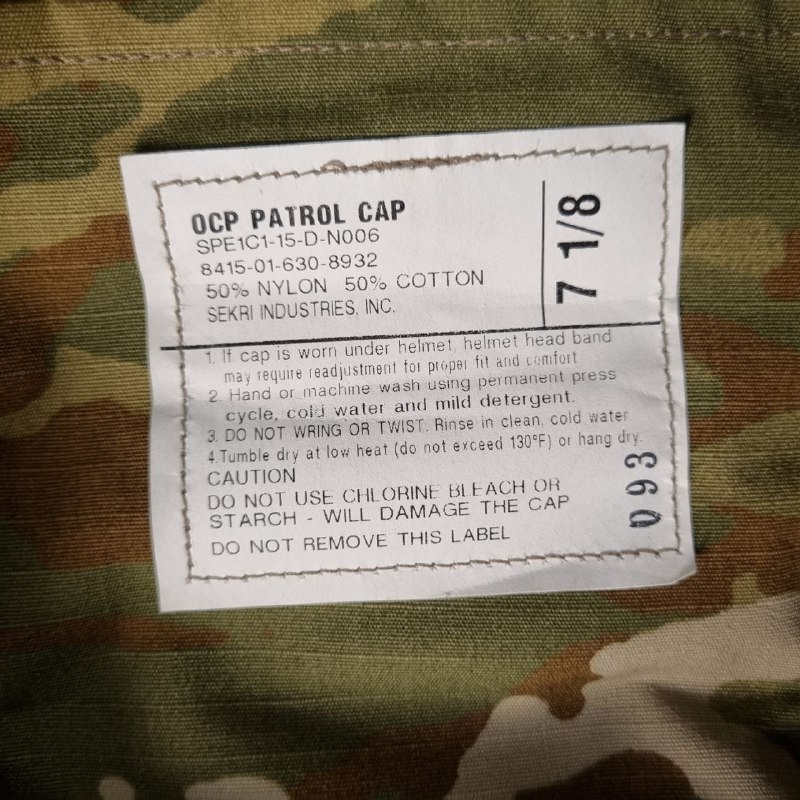 OCP PATROL CAP
SPE1C1-15-D-N006
8415-01-630-8932
50% NYLON 50% COTTON
SEKRI INDUSTRIES, INC.
7 1/8
1. If cap is worn under helmet, helmet head band
may require readjustment for proper fit and comfort
2. Hand or machine wash using permanent press
cycle, cold water and mild detergent.
3. DO NOT WRING OR TWIST. Rinse in clean, cold water
4.Tumble dry at low heat (do not exceed 130°F) or hang dry.
CAUTION
DO NOT USE CHLORINE BLEACH OR
STARCH - WILL DAMAGE THE CAP
DO NOT REMOVE THIS LABEL
093